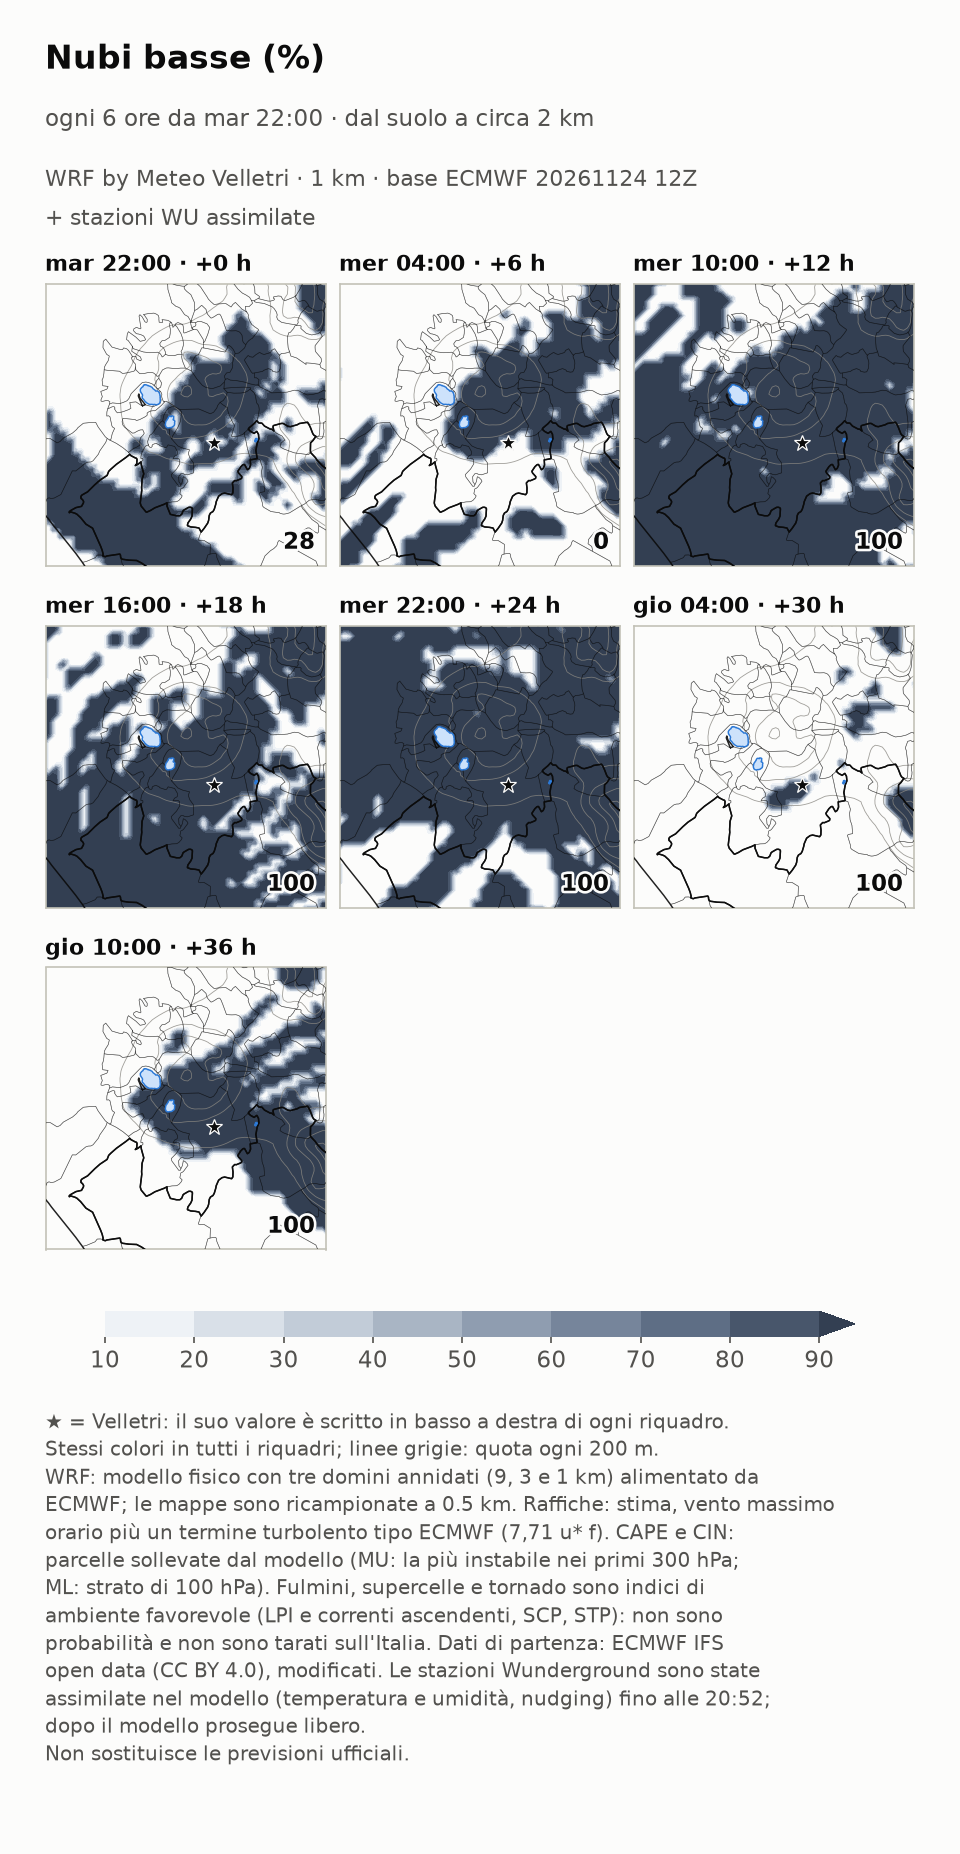 Nubi basse (%)
ogni 6 ore da mar 22:00 · dal suolo a circa 2 km
WRF by Meteo Velletri · 1 km · base ECMWF 20261124 12Z
+ stazioni WU assimilate
mar 22:00 · +0 h
mer 04:00 · +6 h
mer 10:00 · +12 h
28
0
100
mer 16:00 · +18 h
mer 22:00 · +24 h
gio 04:00 · +30 h
100
100
100
gio 10:00 · +36 h
100
10 20 30 40 50 60 70 80 90
★ = Velletri: il suo valore è scritto in basso a destra di ogni riquadro.
Stessi colori in tutti i riquadri; linee grigie: quota ogni 200 m.
WRF: modello fisico con tre domini annidati (9, 3 e 1 km) alimentato da
ECMWF; le mappe sono ricampionate a 0.5 km. Raffiche: stima, vento massimo
orario più un termine turbolento tipo ECMWF (7,71 u* f). CAPE e CIN:
parcelle sollevate dal modello (MU: la più instabile nei primi 300 hPa;
ML: strato di 100 hPa). Fulmini, supercelle e tornado sono indici di
ambiente favorevole (LPI e correnti ascendenti, SCP, STP): non sono
probabilità e non sono tarati sull'Italia. Dati di partenza: ECMWF IFS
open data (CC BY 4.0), modificati. Le stazioni Wunderground sono state
assimilate nel modello (temperatura e umidità, nudging) fino alle 20:52;
dopo il modello prosegue libero.
Non sostituisce le previsioni ufficiali.